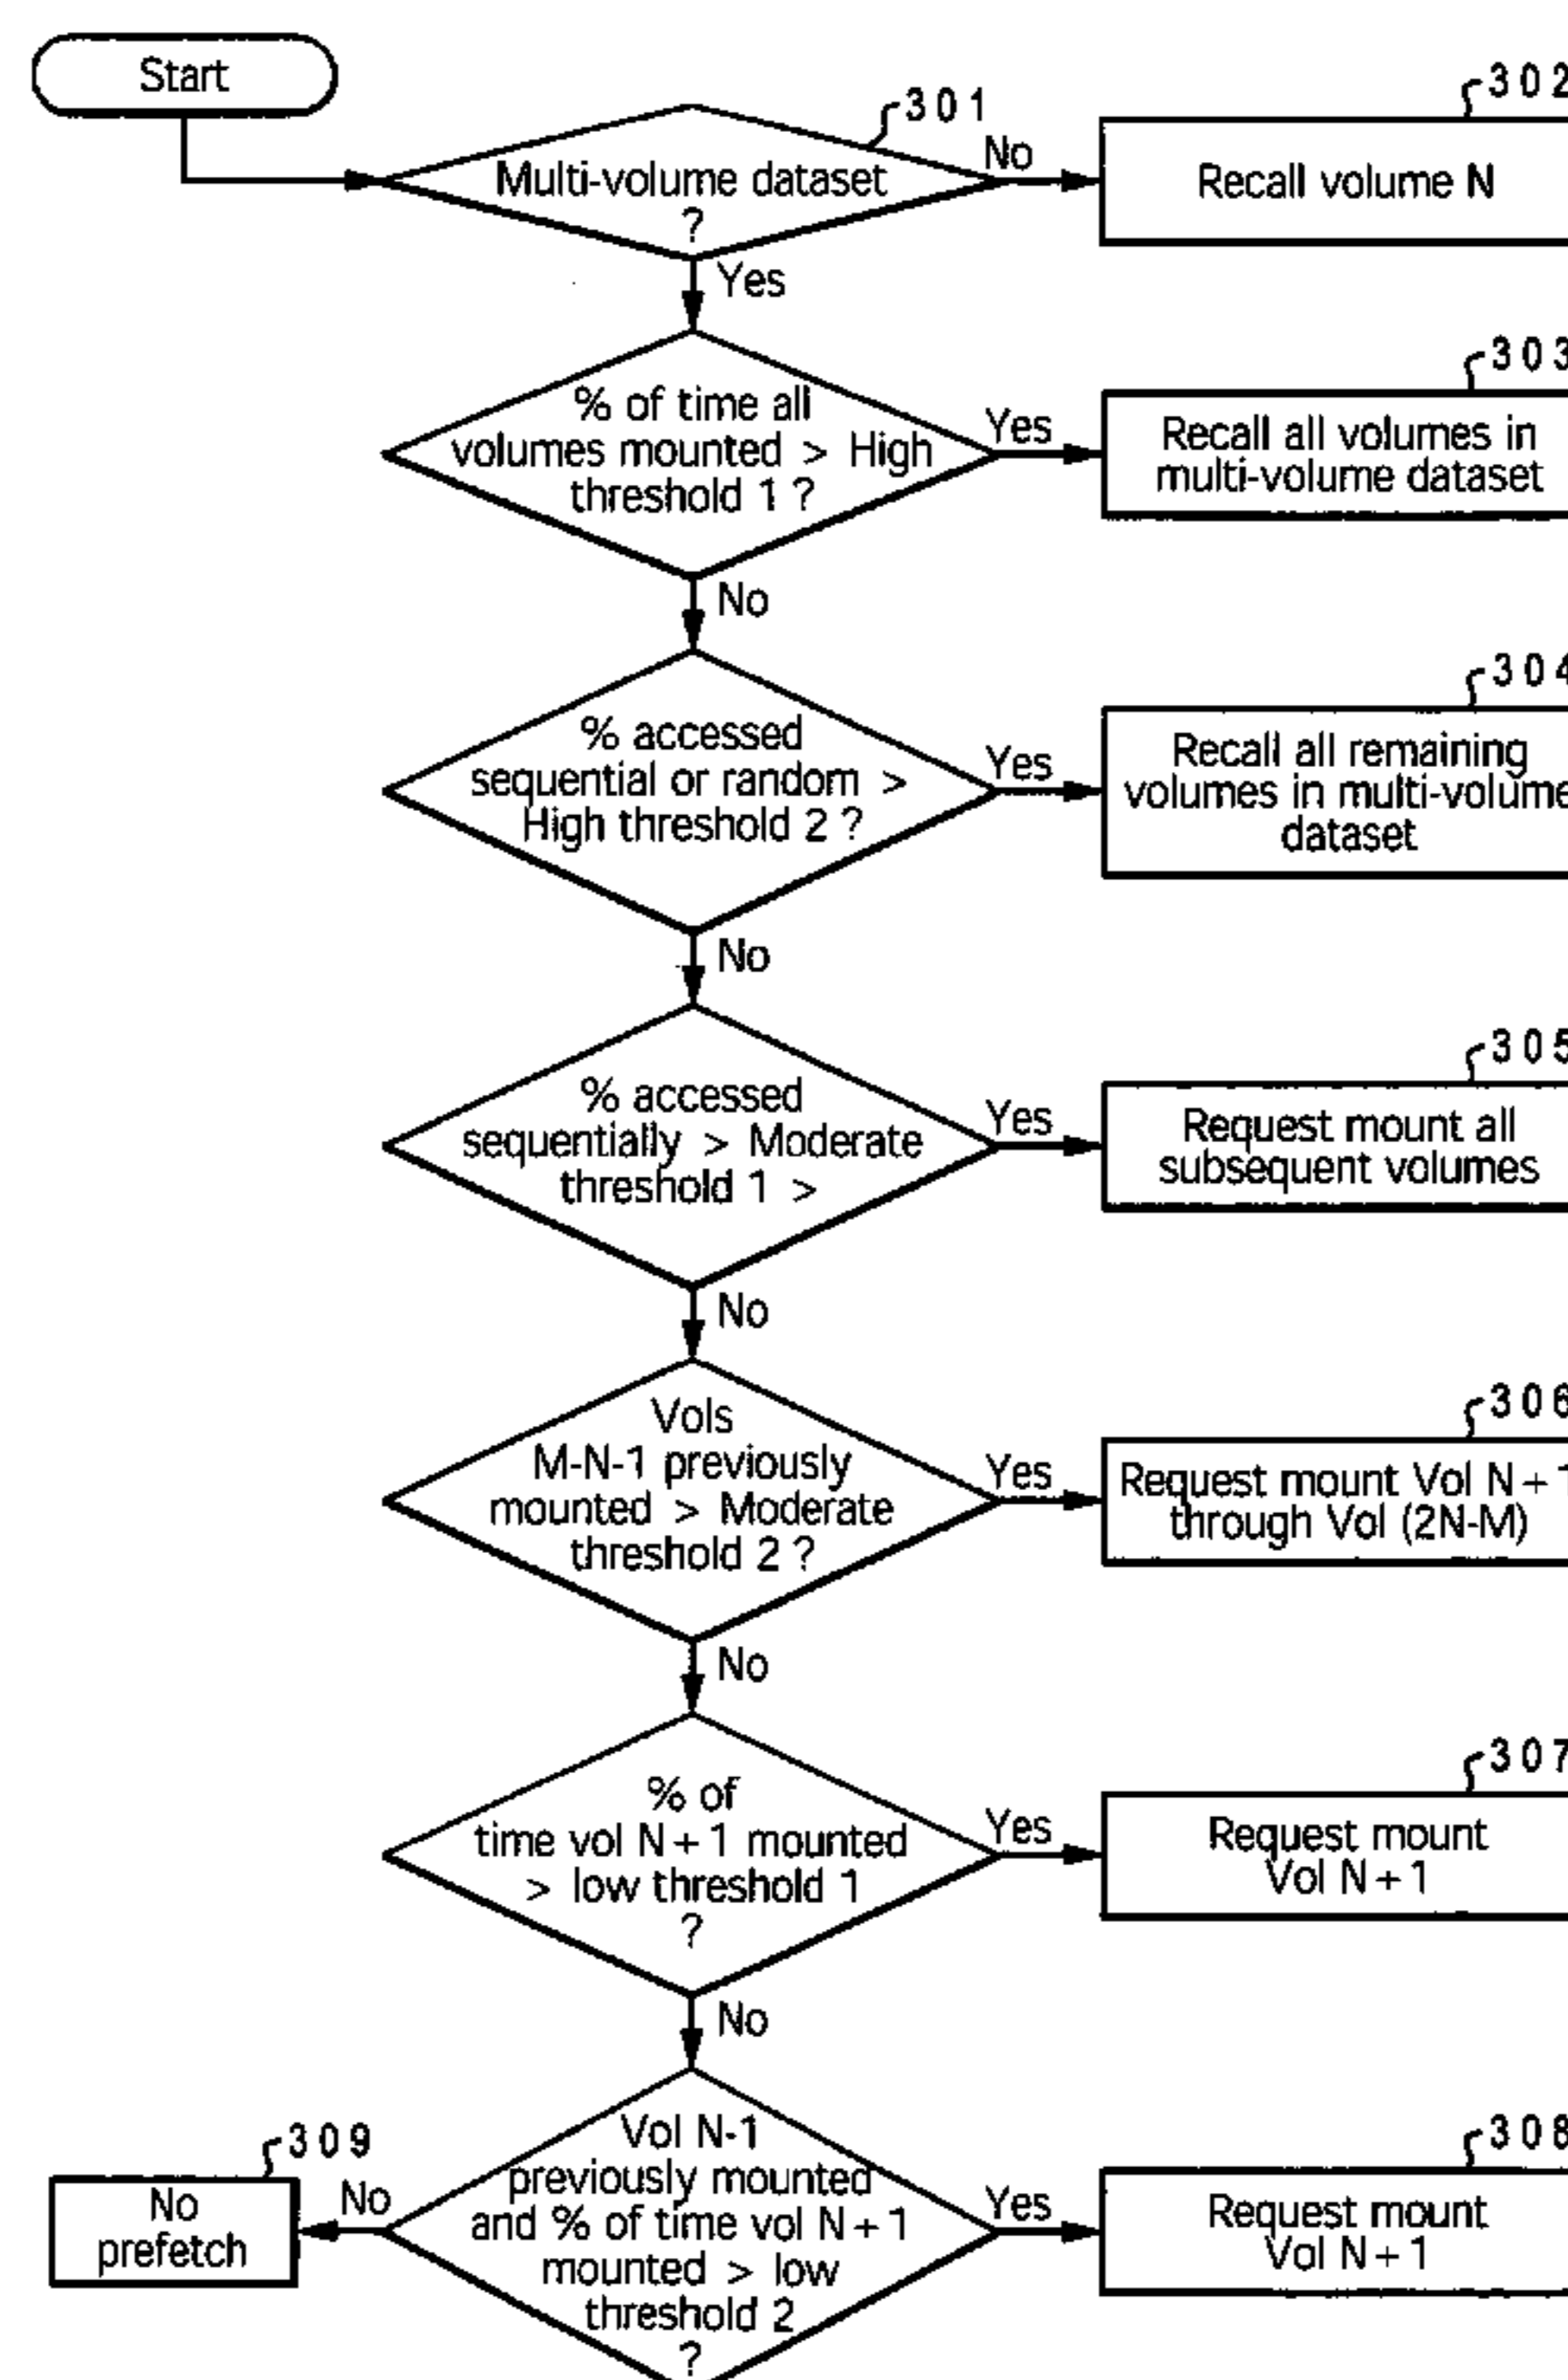 Start
301
Multi-volume dataset
?
No
302
Recall volume N
Yes
% of time all
volumes mounted > High
threshold 1 ?
Yes
303
Recall all volumes in
multi-volume dataset
No
% accessed
sequential or random >
High threshold 2 ?
Yes
304
Recall all remaining
volumes in multi-volume
dataset
No
% accessed
sequentially > Moderate
threshold 1 >
Yes
305
Request mount all
subsequent volumes
No
Vols
M-N-1 previously
mounted > Moderate
threshold 2 ?
Yes
306
Request mount Vol N + 1
through Vol (2N-M)
No
% of
time vol N + 1 mounted
> low threshold 1
?
Yes
307
Request mount
Vol N + 1
No
Vol N-1
previously mounted
and % of time vol N + 1
mounted > low
threshold 2
?
Yes
308
Request mount
Vol N + 1
No
309
No
prefetch